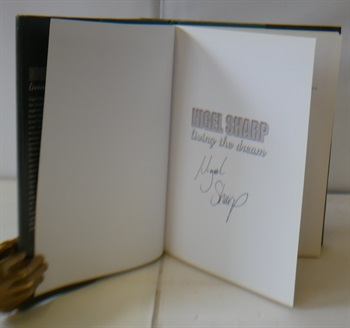 NIGEL SHARP
living the dream
Nigel
Sharp